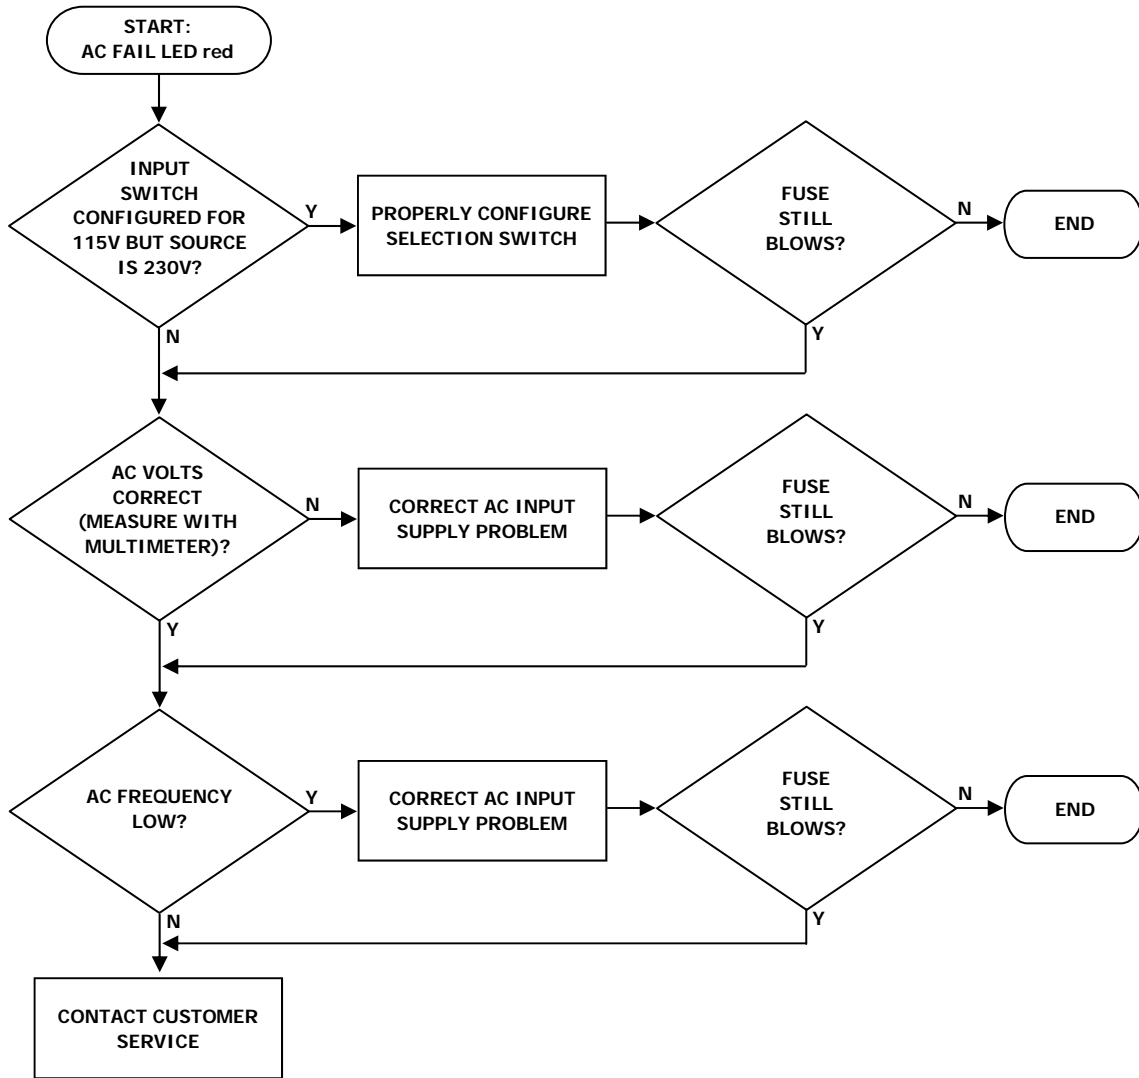 START:
AC FAIL LED red
INPUT
SWITCH
CONFIGURED FOR
115V BUT SOURCE
IS 230V?
Y
PROPERLY CONFIGURE
SELECTION SWITCH
FUSE
STILL
BLOWS?
N
END
N
Y
AC VOLTS
CORRECT
(MEASURE WITH
MULTIMETER)?
N
CORRECT AC INPUT
SUPPLY PROBLEM
FUSE
STILL
BLOWS?
N
END
Y
Y
AC FREQUENCY
LOW?
Y
CORRECT AC INPUT
SUPPLY PROBLEM
FUSE
STILL
BLOWS?
N
END
N
Y
CONTACT CUSTOMER
SERVICE